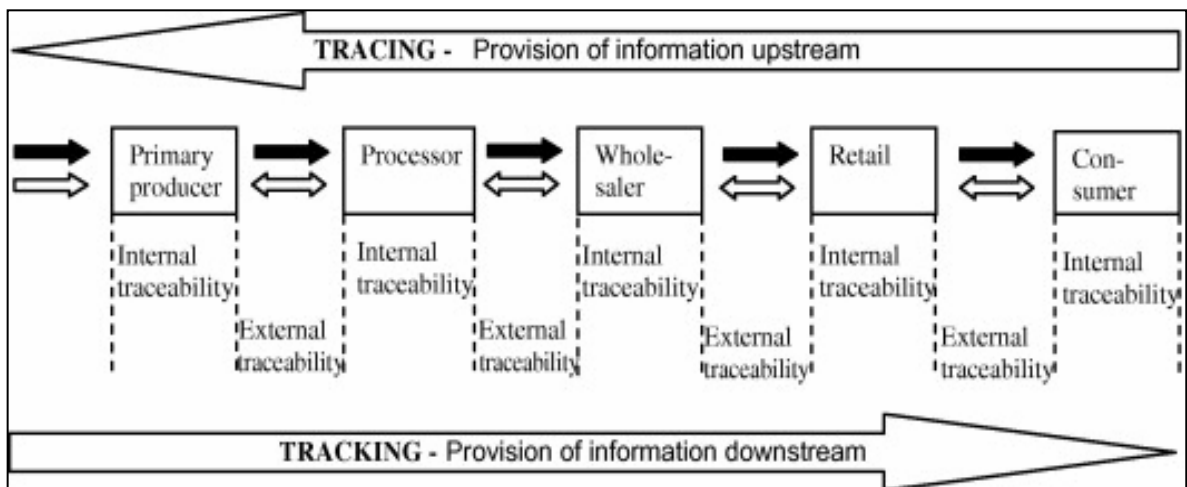 TRACING - Provision of information upstream
Primary
producer
Processor
Whole-
saler
Retail
Con-
sumer
Internal
traceability
Internal
traceability
Internal
traceability
Internal
traceability
Internal
traceability
External
traceability
External
traceability
External
traceability
External
traceability
TRACKING - Provision of information downstream